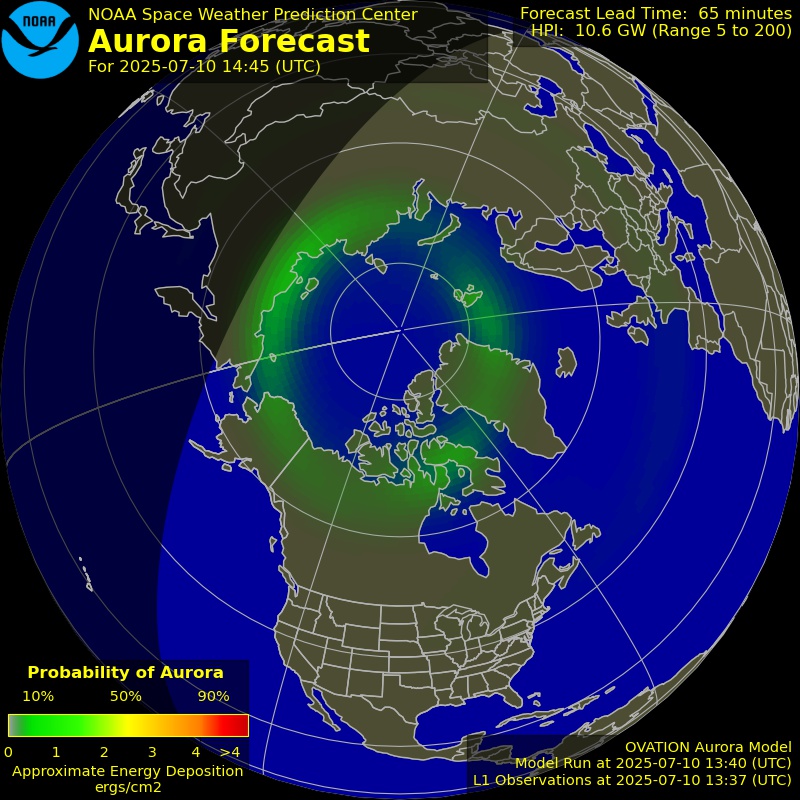 NOAA
NOAA Space Weather Prediction Center
Aurora Forecast
For 2025-07-10 14:45 (UTC)
Forecast Lead Time: 65 minutes
HPI: 10.6 GW (Range 5 to 200)
Probability of Aurora
10% 50% 90%
0 1 2 3 4 >4
Approximate Energy Deposition
ergs/cm2
OVATION Aurora Model
Model Run at 2025-07-10 13:40 (UTC)
L1 Observations at 2025-07-10 13:37 (UTC)